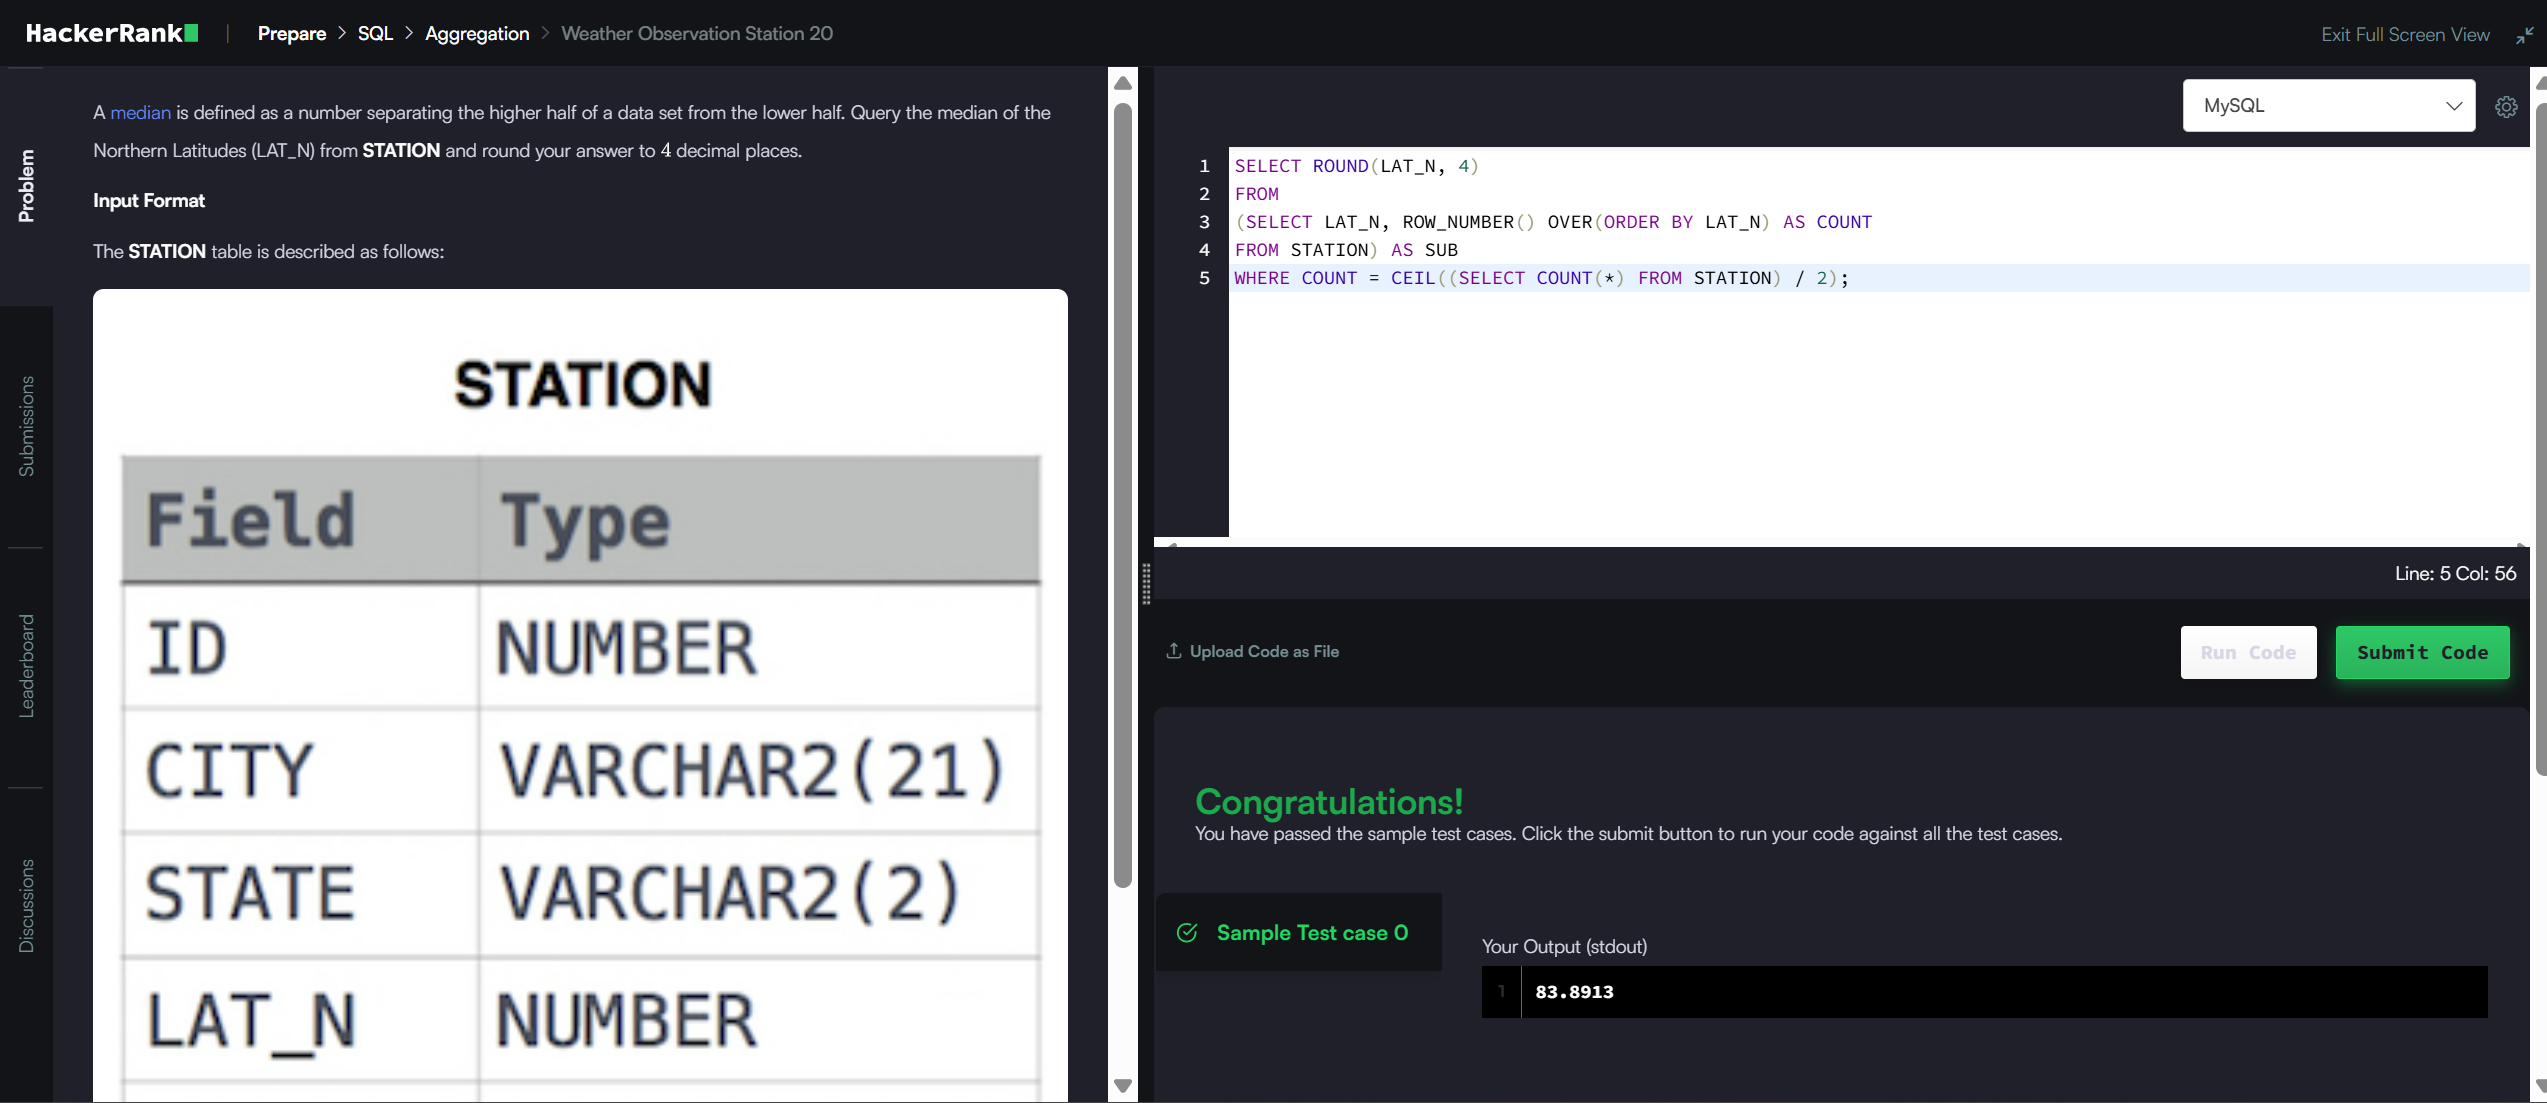 HackerRank | Prepare > SQL > Aggregation > Weather Observation Station 20
Exit Full Screen View
Problem
Submissions
Leaderboard
Discussions
A median is defined as a number separating the higher half of a data set from the lower half. Query the median of the
Northern Latitudes (LAT_N) from STATION and round your answer to 4 decimal places.
Input Format
The STATION table is described as follows:
STATION
Field Type
ID NUMBER
CITY VARCHAR2(21)
STATE VARCHAR2(2)
LAT_N NUMBER
MySQL
1 SELECT ROUND(LAT_N, 4)
2 FROM
3 (SELECT LAT_N, ROW_NUMBER() OVER(ORDER BY LAT_N) AS COUNT
4 FROM STATION) AS SUB
5 WHERE COUNT = CEIL((SELECT COUNT(*) FROM STATION) / 2);
Line: 5 Col: 56
Upload Code as File
Run Code
Submit Code
Congratulations!
You have passed the sample test cases. Click the submit button to run your code against all the test cases.
Sample Test case 0
Your Output (stdout)
1 83.8913